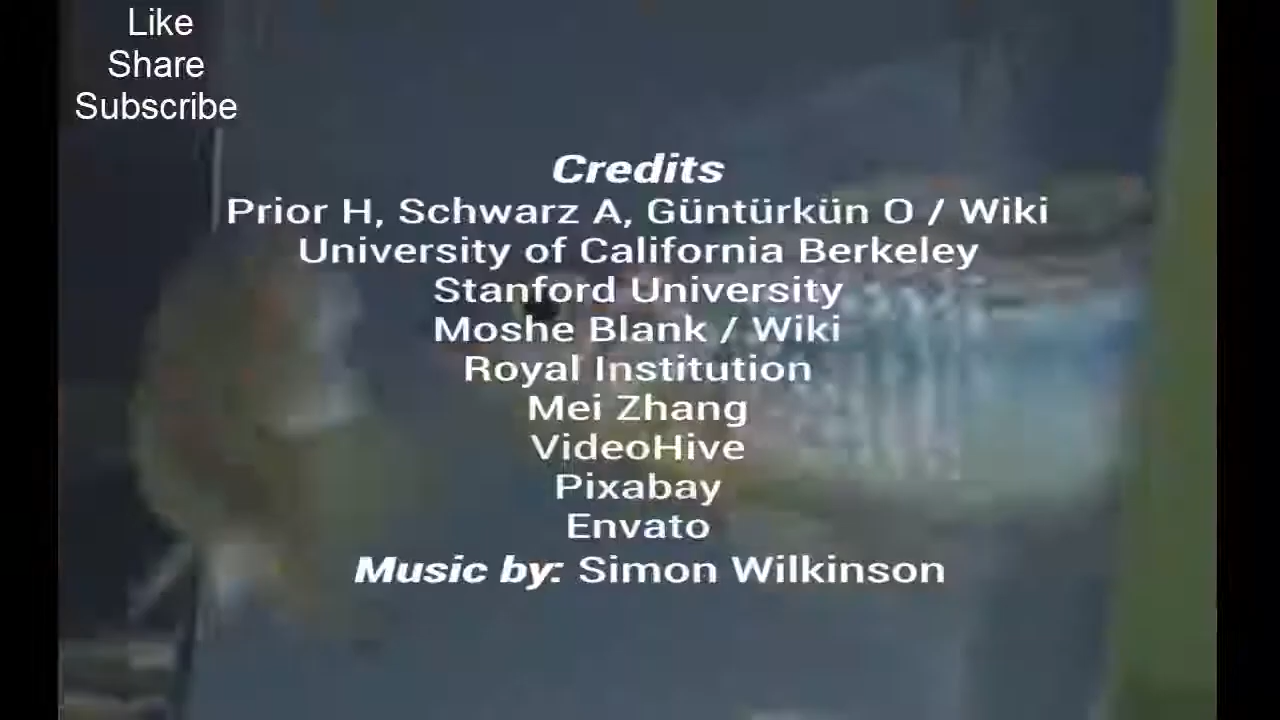 Like
Share
Subscribe
Credits
Prior H, Schwarz A, Güntürkün O / Wiki
University of California Berkeley
Stanford University
Moshe Blank / Wiki
Royal Institution
Mei Zhang
VideoHive
Pixabay
Envato
Music by: Simon Wilkinson